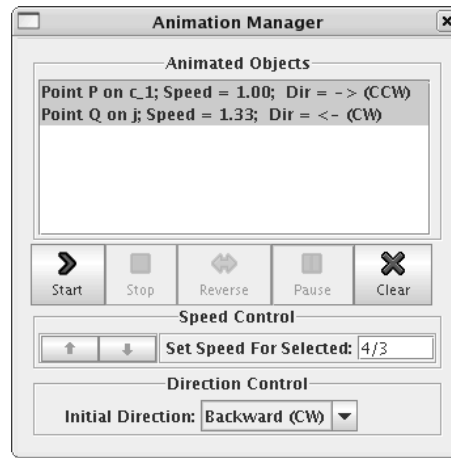 Animation Manager
Animated Objects
Point P on c_1; Speed = 1.00; Dir = -> (CCW)
Point Q on j; Speed = 1.33; Dir = <- (CW)
Start Stop Reverse Pause Clear
Speed Control
Set Speed For Selected: 4/3
Direction Control
Initial Direction: Backward (CW)